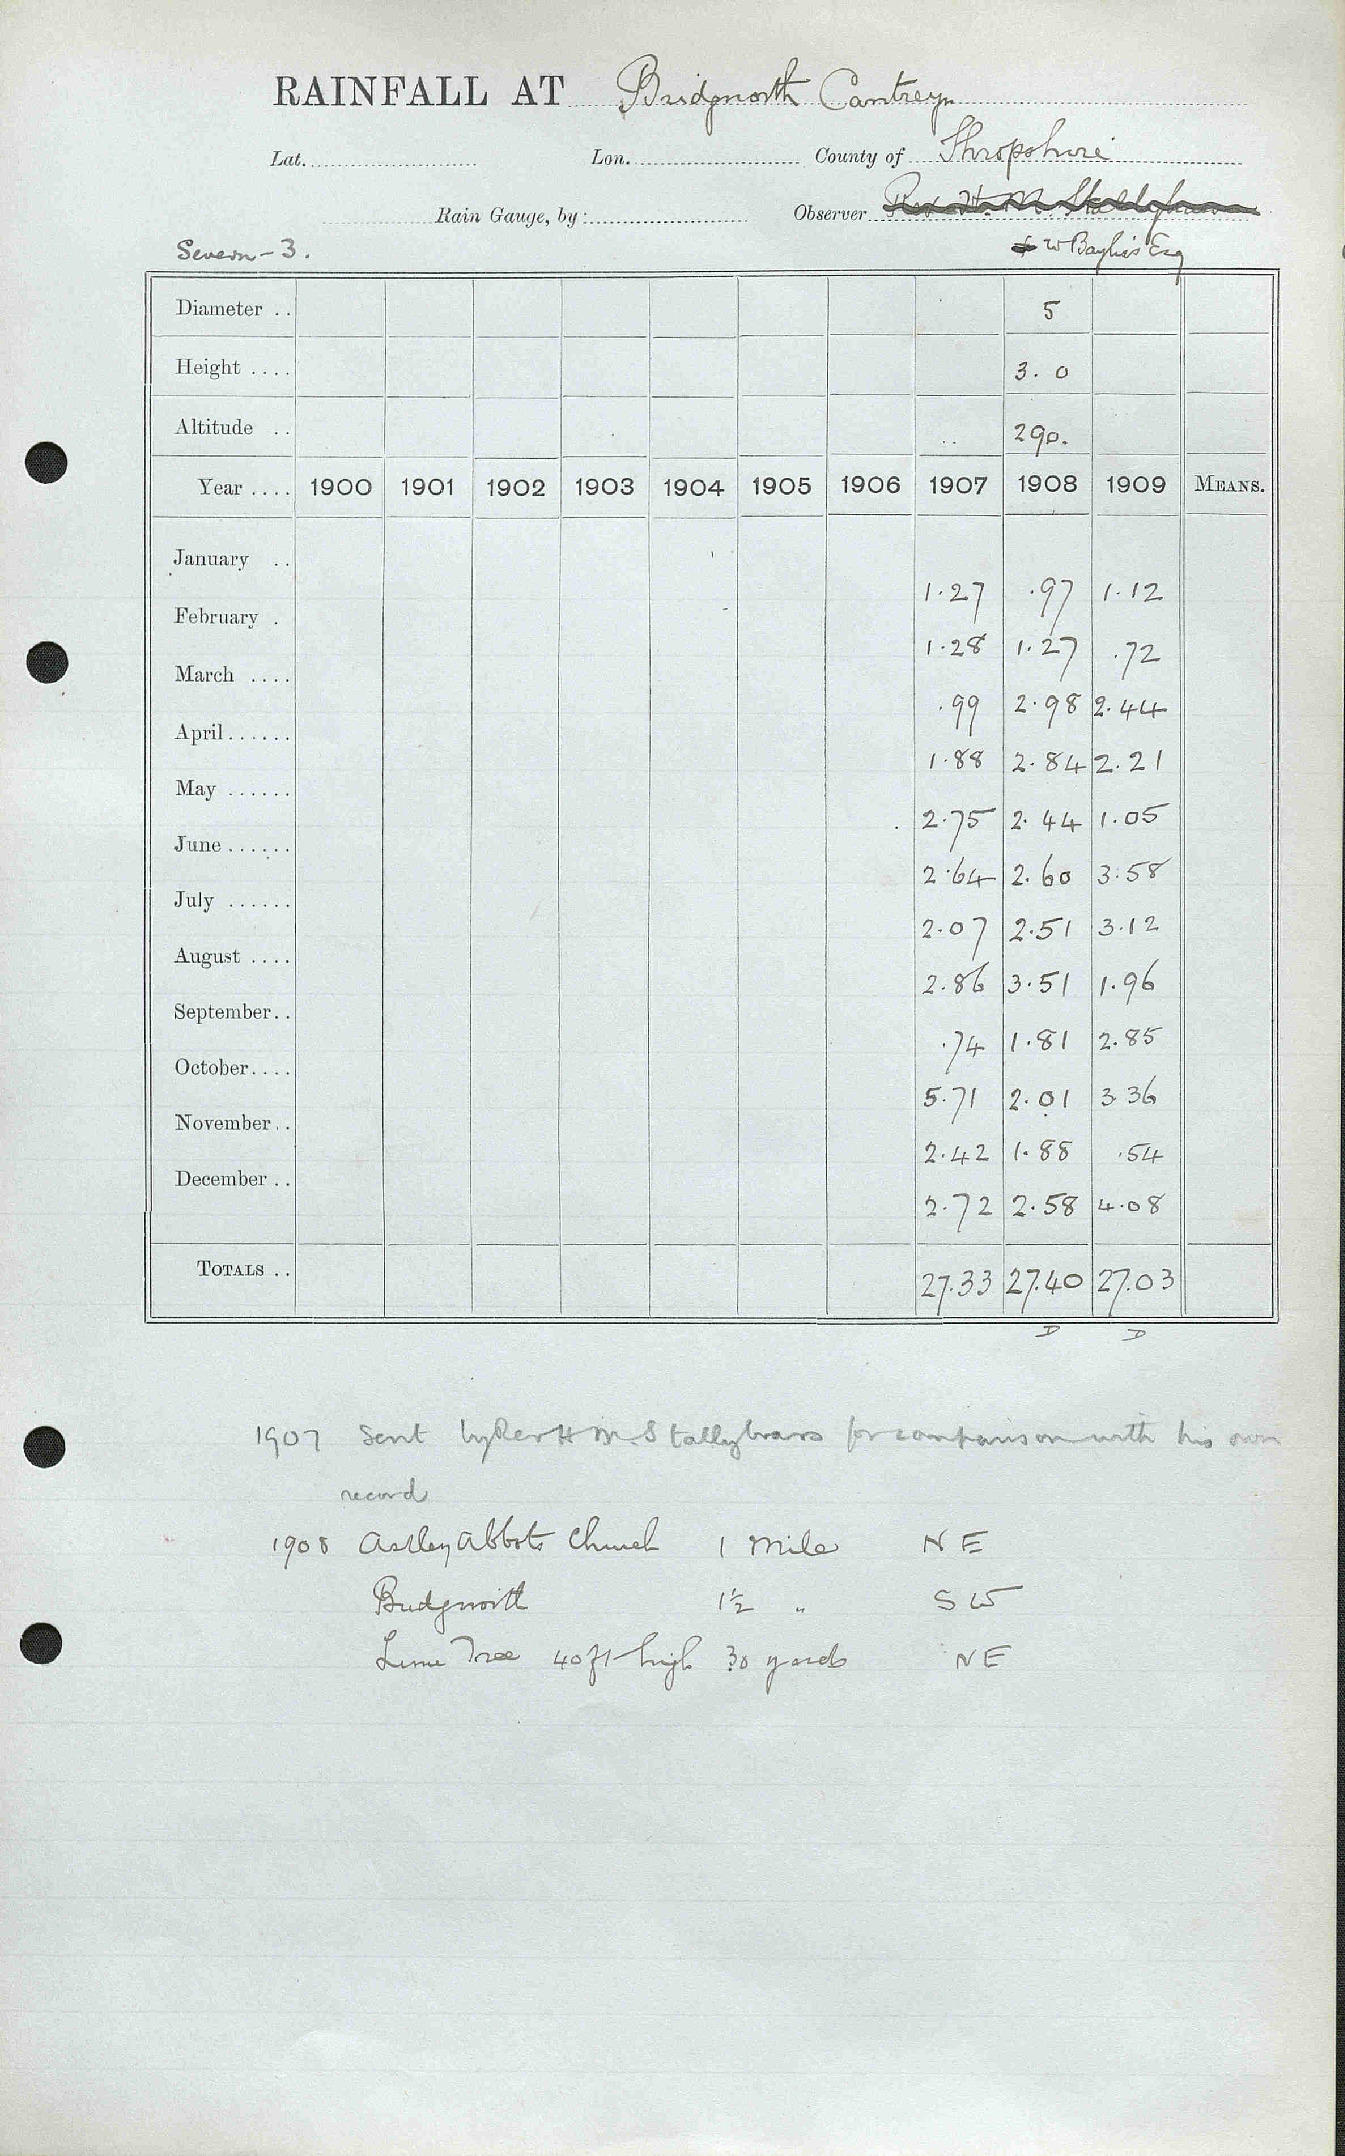 RAINFALL AT Bridgnorth Cantreyn
Lat. Lon. County of Shropshire
Rain Gauge, by: Observer Rev H. M. Stallybrass
Severn - 3. W Bayliss Esq
Diameter .. 5
Height .... 3. 0
Altitude .. 290.
Year .... 1900 1901 1902 1903 1904 1905 1906 1907 1908 1909 MEANS.
January .. 1.27 .97 1.12
February . 1.28 1.27 .72
March .... .99 2.98 2.44
April...... 1.88 2.84 2.21
May ...... 2.75 2.44 1.05
June ...... 2.64 2.60 3.58
July ...... 2.07 2.51 3.12
August .... 2.86 3.51 1.96
September.. .74 1.81 2.85
October.... 5.71 2.01 3 36
November.. 2.42 1.88 .54
December .. 2.72 2.58 4.08
TOTALS .. 27.33 27.40 27.03
D D
1907 Sent by Rev H M Stallybrass for comparison with his own
record
1908 Astley Abbots Church 1 Mile NE
Bridgnorth 1½ " SW
Lime Tree 40 ft high 30 yards NE